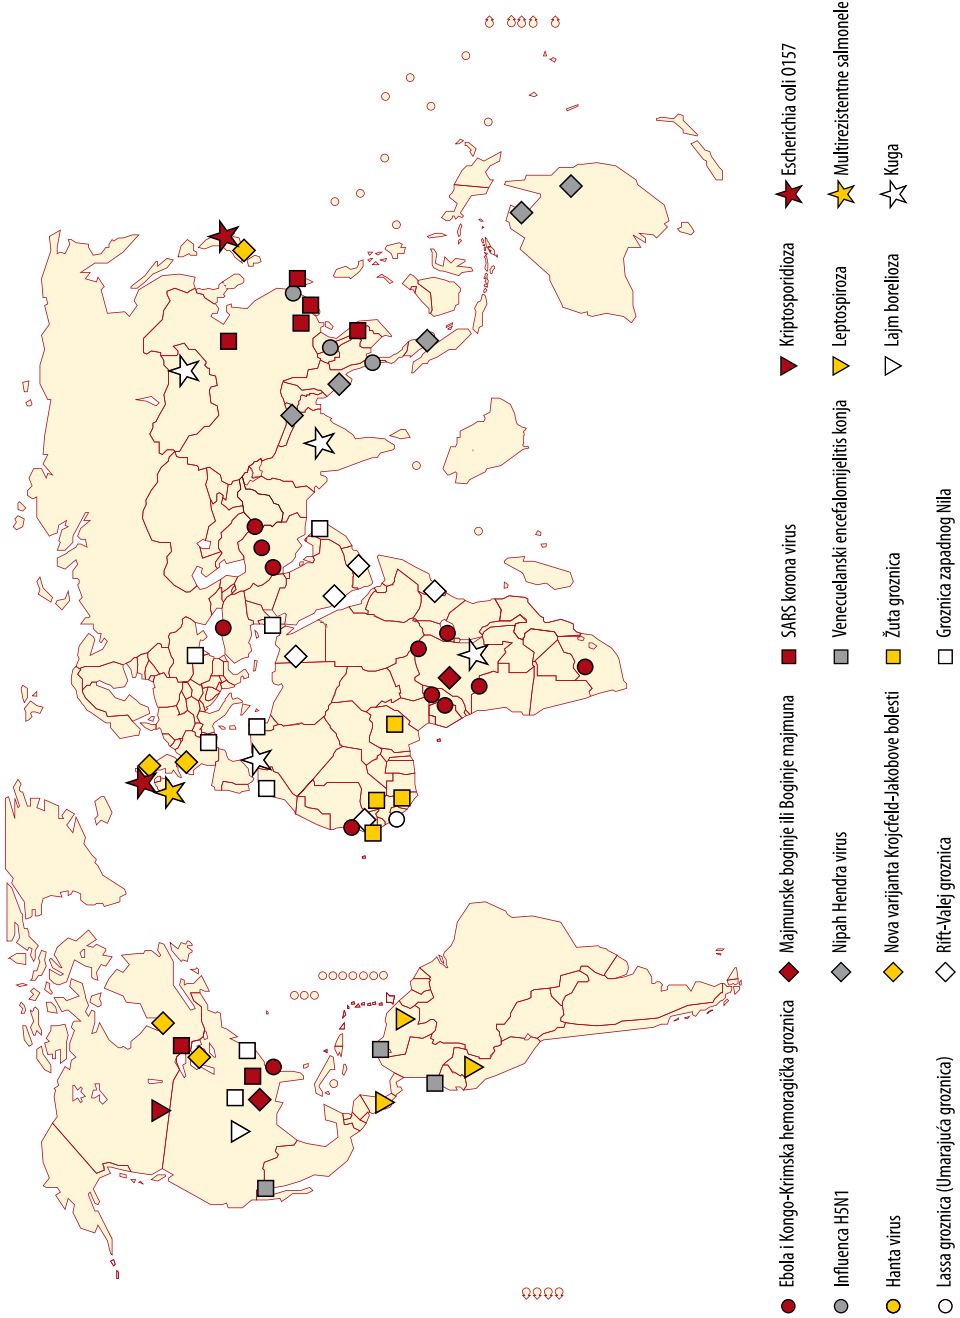 Ebola i Kongo-Krimska hemoragička groznica
Influenca H5N1
Hanta virus
Lassa groznica (Umarajuća groznica)
Majmunske boginje ili Boginje majmuna
Nipah Hendra virus
Nova varijanta Krojcfeld-Jakobove bolesti
Rift-Valej groznica
SARS korona virus
Venecuelanski encefalomijelitis konja
Žuta groznica
Groznica zapadnog Nila
Kriptosporidioza
Leptospiroza
Lajm borelioza
Escherichia coli O157
Multirezistentne salmonele
Kuga